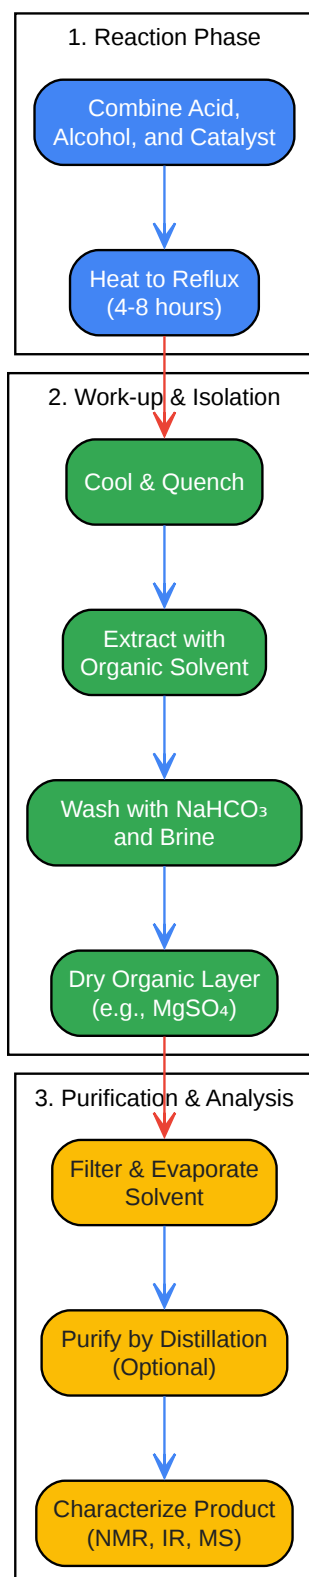 1. Reaction Phase
Combine Acid,
Alcohol, and Catalyst
Heat to Reflux
(4-8 hours)
2. Work-up & Isolation
Cool & Quench
Extract with
Organic Solvent
Wash with NaHCO₃
and Brine
Dry Organic Layer
(e.g., MgSO₄)
3. Purification & Analysis
Filter & Evaporate
Solvent
Purify by Distillation
(Optional)
Characterize Product
(NMR, IR, MS)